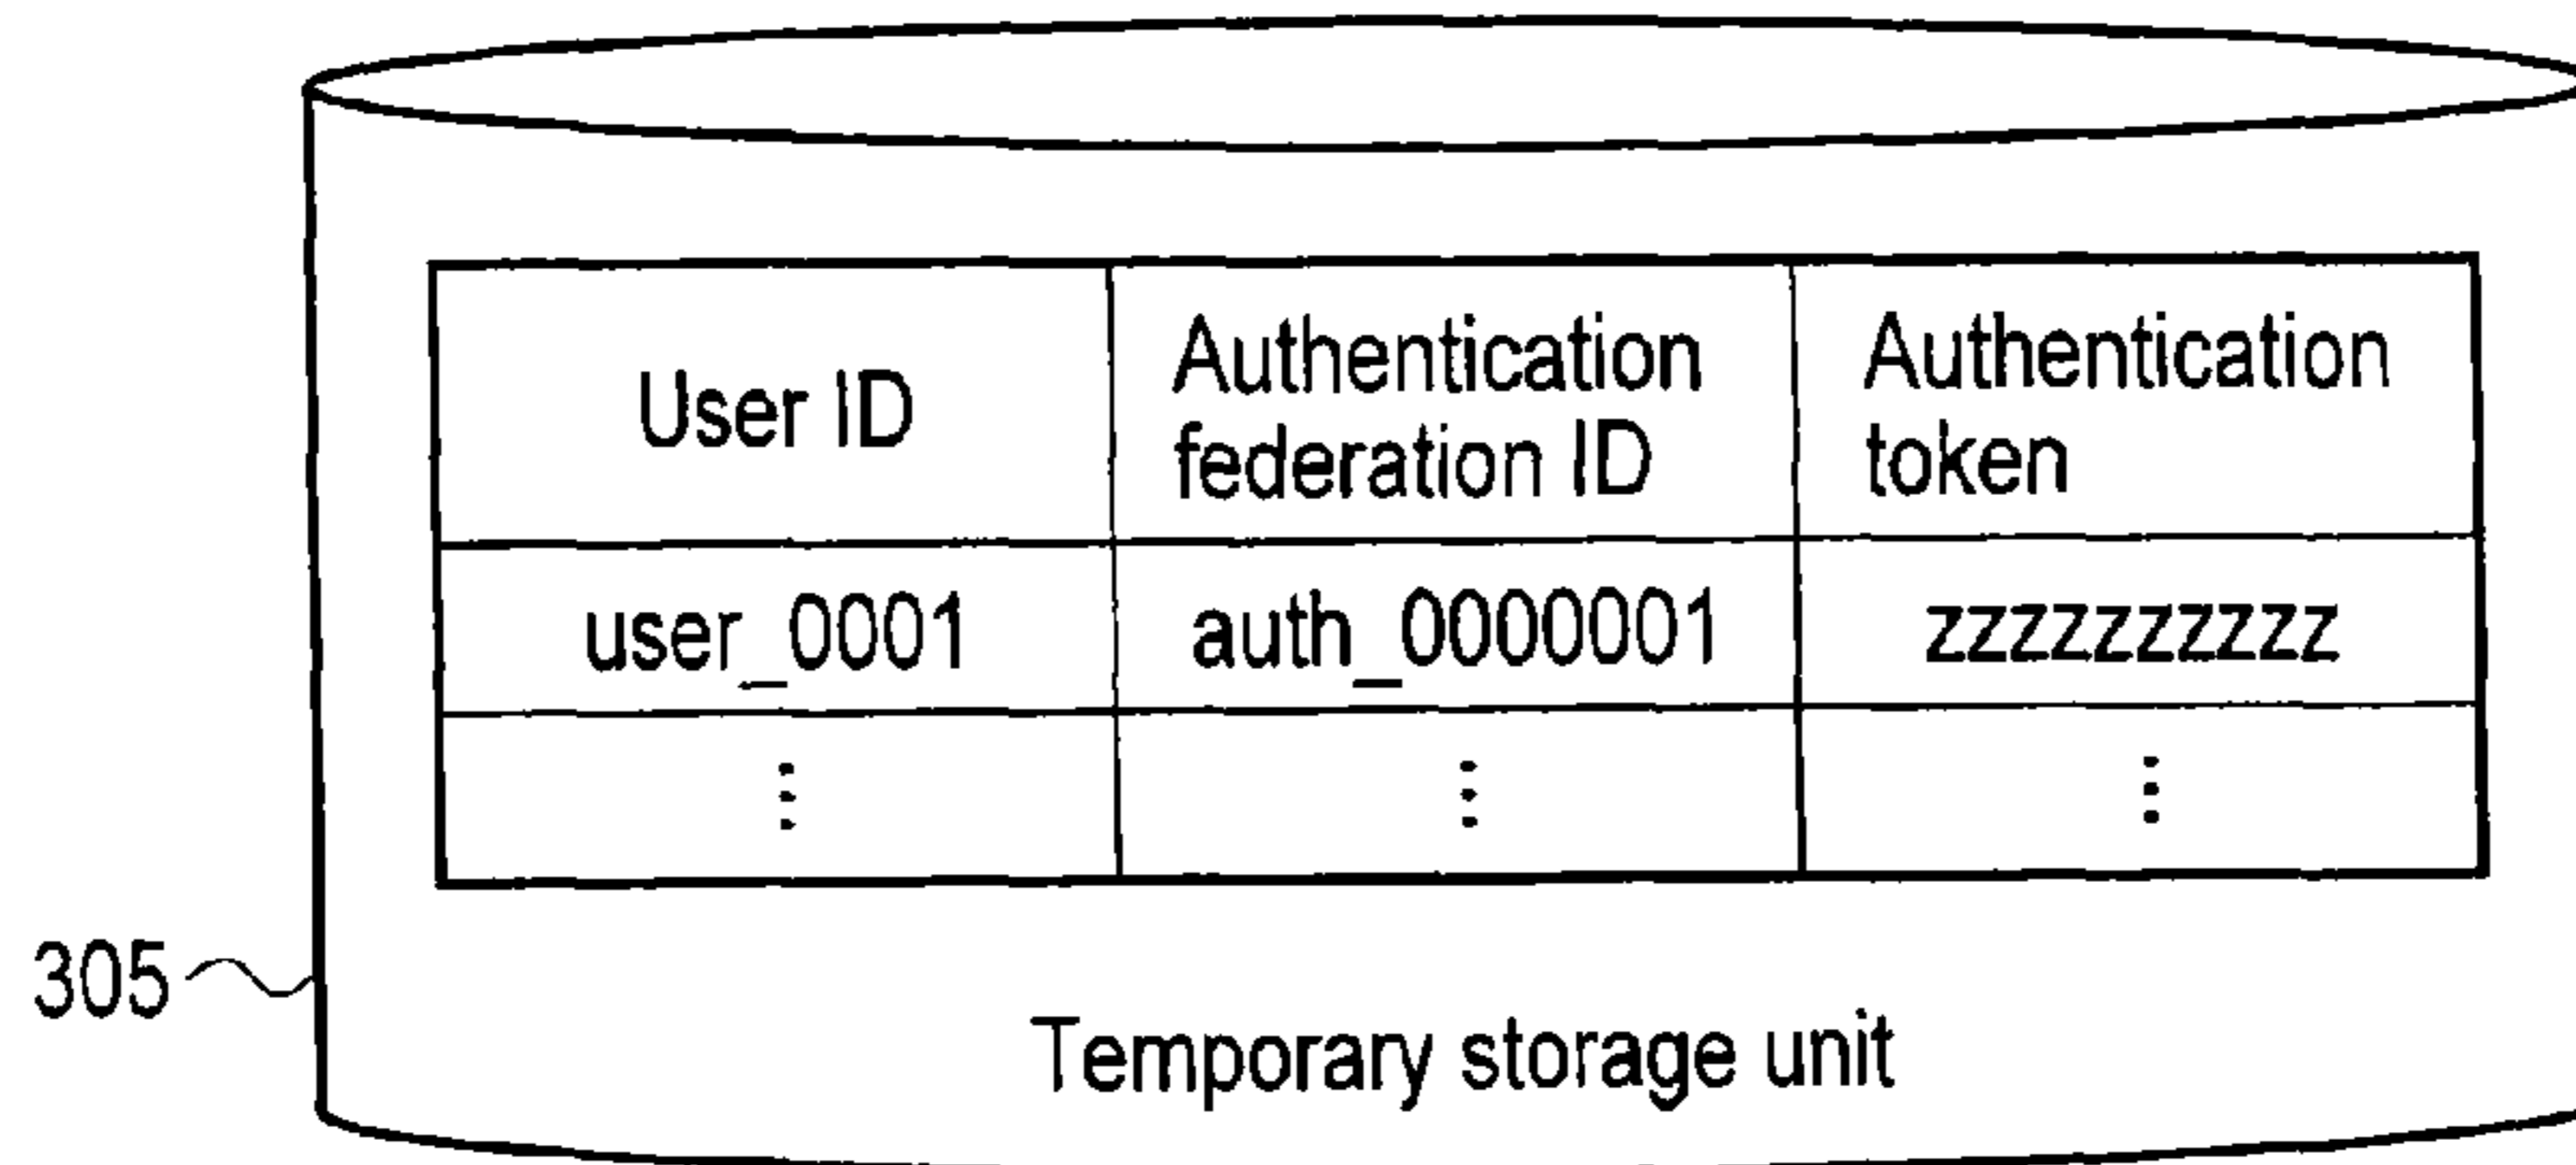 User ID
Authentication
federation ID
Authentication
token
user_0001
auth_0000001
zzzzzzzzzz
305
Temporary storage unit